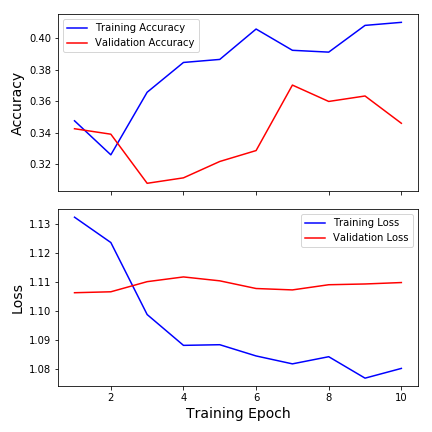 Training Accuracy
Validation Accuracy
0.40
0.38
0.36
0.34
0.32
Accuracy
Training Loss
Validation Loss
1.13
1.12
1.11
1.10
1.09
1.08
Loss
2 4 6 8 10
Training Epoch